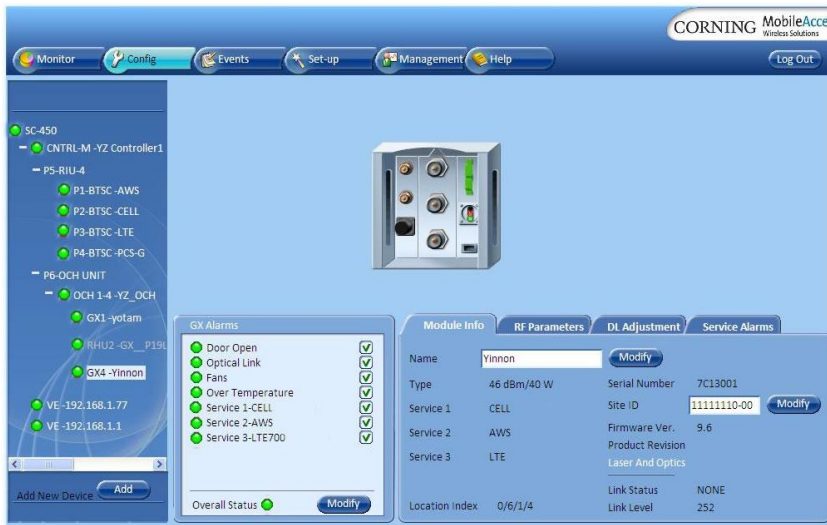 CORNING MobileAcce
Wireless Solutions
Monitor Config Events Set-up Management Help Log Out
SC-450
CNTRL-M -YZ Controller1
P5-RIU-4
P1-BTSC -AWS
P2-BTSC -CELL
P3-BTSC -LTE
P4-BTSC -PCS-G
P6-OCH UNIT
OCH 1-4 -YZ_OCH
GX1 -yotam
RHU2 -GX__P19L
GX4 -Yinnon
VE -192.168.1.77
VE -192.168.1.1
Add New Device Add
GX Alarms
Door Open
Optical Link
Fans
Over Temperature
Service 1-CELL
Service 2-AWS
Service 3-LTE700
Overall Status Modify
Module Info RF Parameters DL Adjustment Service Alarms
Name Yinnon Modify
Type 46 dBm/40 W Serial Number 7C13001
Service 1 CELL Site ID 11111110-00 Modify
Service 2 AWS Firmware Ver. 9.6
Product Revision
Service 3 LTE Laser And Optics
Link Status NONE
Location Index 0/6/1/4 Link Level 252